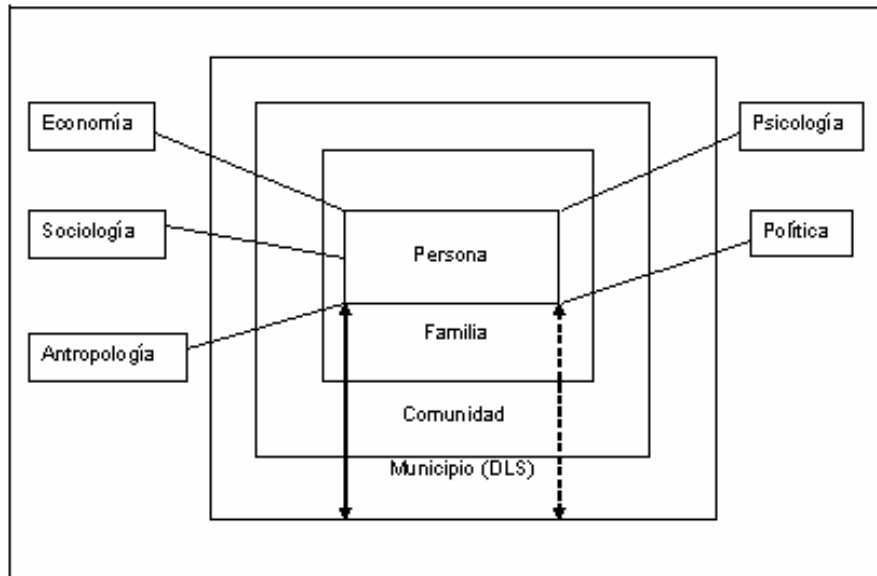 Economía
Psicología
Sociología
Política
Persona
Antropología
Familia
Comunidad
Municipio (DLS)